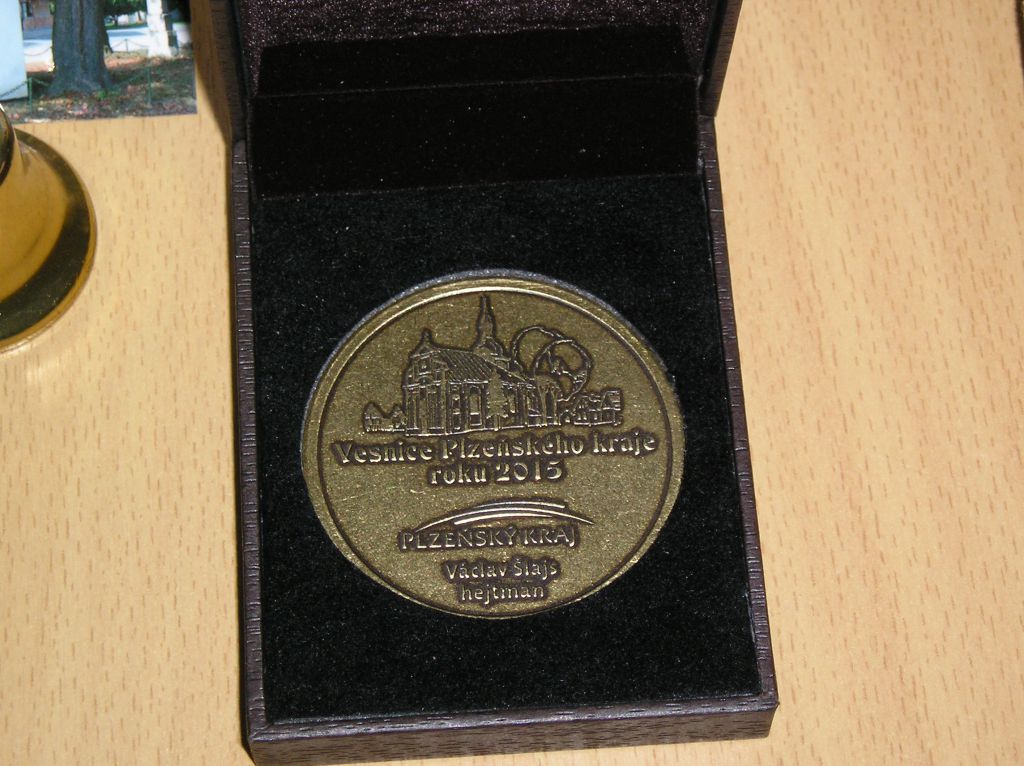 Vesnice Plzeňského kraje
roku 2015
PLZEŇSKÝ KRAJ
Václav Šlajs
hejtman